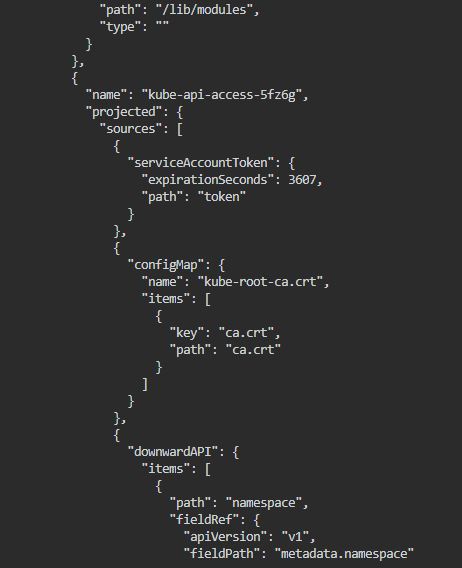 "path": "/lib/modules",
"type": ""
}
},
{
"name": "kube-api-access-5fz6g",
"projected": {
"sources": [
{
"serviceAccountToken": {
"expirationSeconds": 3607,
"path": "token"
}
},
{
"configMap": {
"name": "kube-root-ca.crt",
"items": [
{
"key": "ca.crt",
"path": "ca.crt"
}
]
}
},
{
"downwardAPI": {
"items": [
{
"path": "namespace",
"fieldRef": {
"apiVersion": "v1",
"fieldPath": "metadata.namespace"